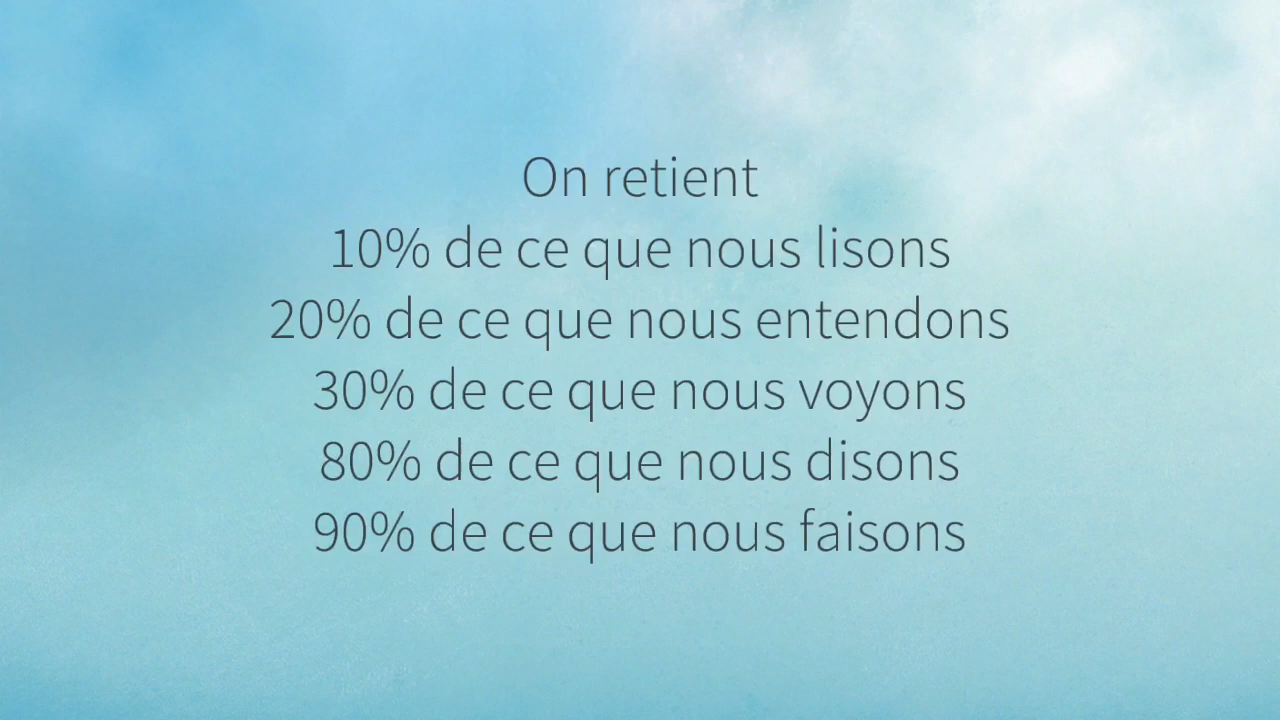 On retient
10% de ce que nous lisons
20% de ce que nous entendons
30% de ce que nous voyons
80% de ce que nous disons
90% de ce que nous faisons